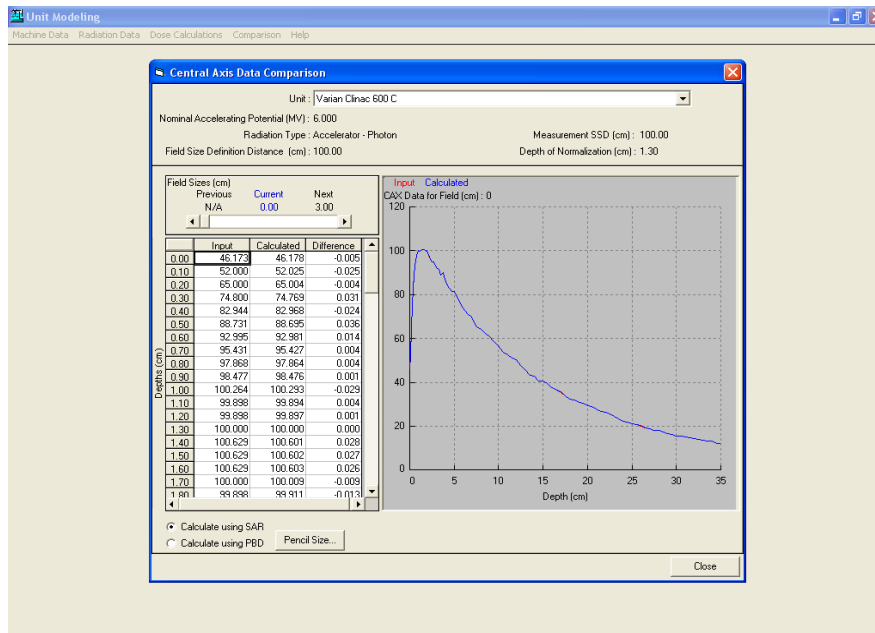 Unit Modeling
Machine Data Radiation Data Dose Calculations Comparison Help
Central Axis Data Comparison
Unit : Varian Clinac 600 C
Nominal Accelerating Potential (MV) : 6.000
Radiation Type : Accelerator - Photon Measurement SSD (cm) : 100.00
Field Size Definition Distance (cm) : 100.00 Depth of Normalization (cm) : 1.30
Field Sizes (cm)
Previous Current Next
N/A 0.00 3.00
Input Calculated Difference
0.00 46.173 46.178 -0.005
0.10 52.000 52.025 -0.025
0.20 65.000 65.004 -0.004
0.30 74.800 74.769 0.031
0.40 82.944 82.968 -0.024
0.50 88.731 88.695 0.036
0.60 92.995 92.981 0.014
0.70 95.431 95.427 0.004
0.80 97.868 97.864 0.004
0.90 98.477 98.476 0.001
1.00 100.264 100.293 -0.029
1.10 99.898 99.894 0.004
1.20 99.898 99.897 0.001
1.30 100.000 100.000 0.000
1.40 100.629 100.601 0.028
1.50 100.629 100.602 0.027
1.60 100.629 100.603 0.026
1.70 100.000 100.009 -0.009
1.80 99.898 99.911 -0.013
Depths (cm)
Input Calculated
CAX Data for Field (cm) : 0
120
100
80
60
40
20
0
0 5 10 15 20 25 30 35
Depth (cm)
Calculate using SAR
Calculate using PBD
Pencil Size...
Close